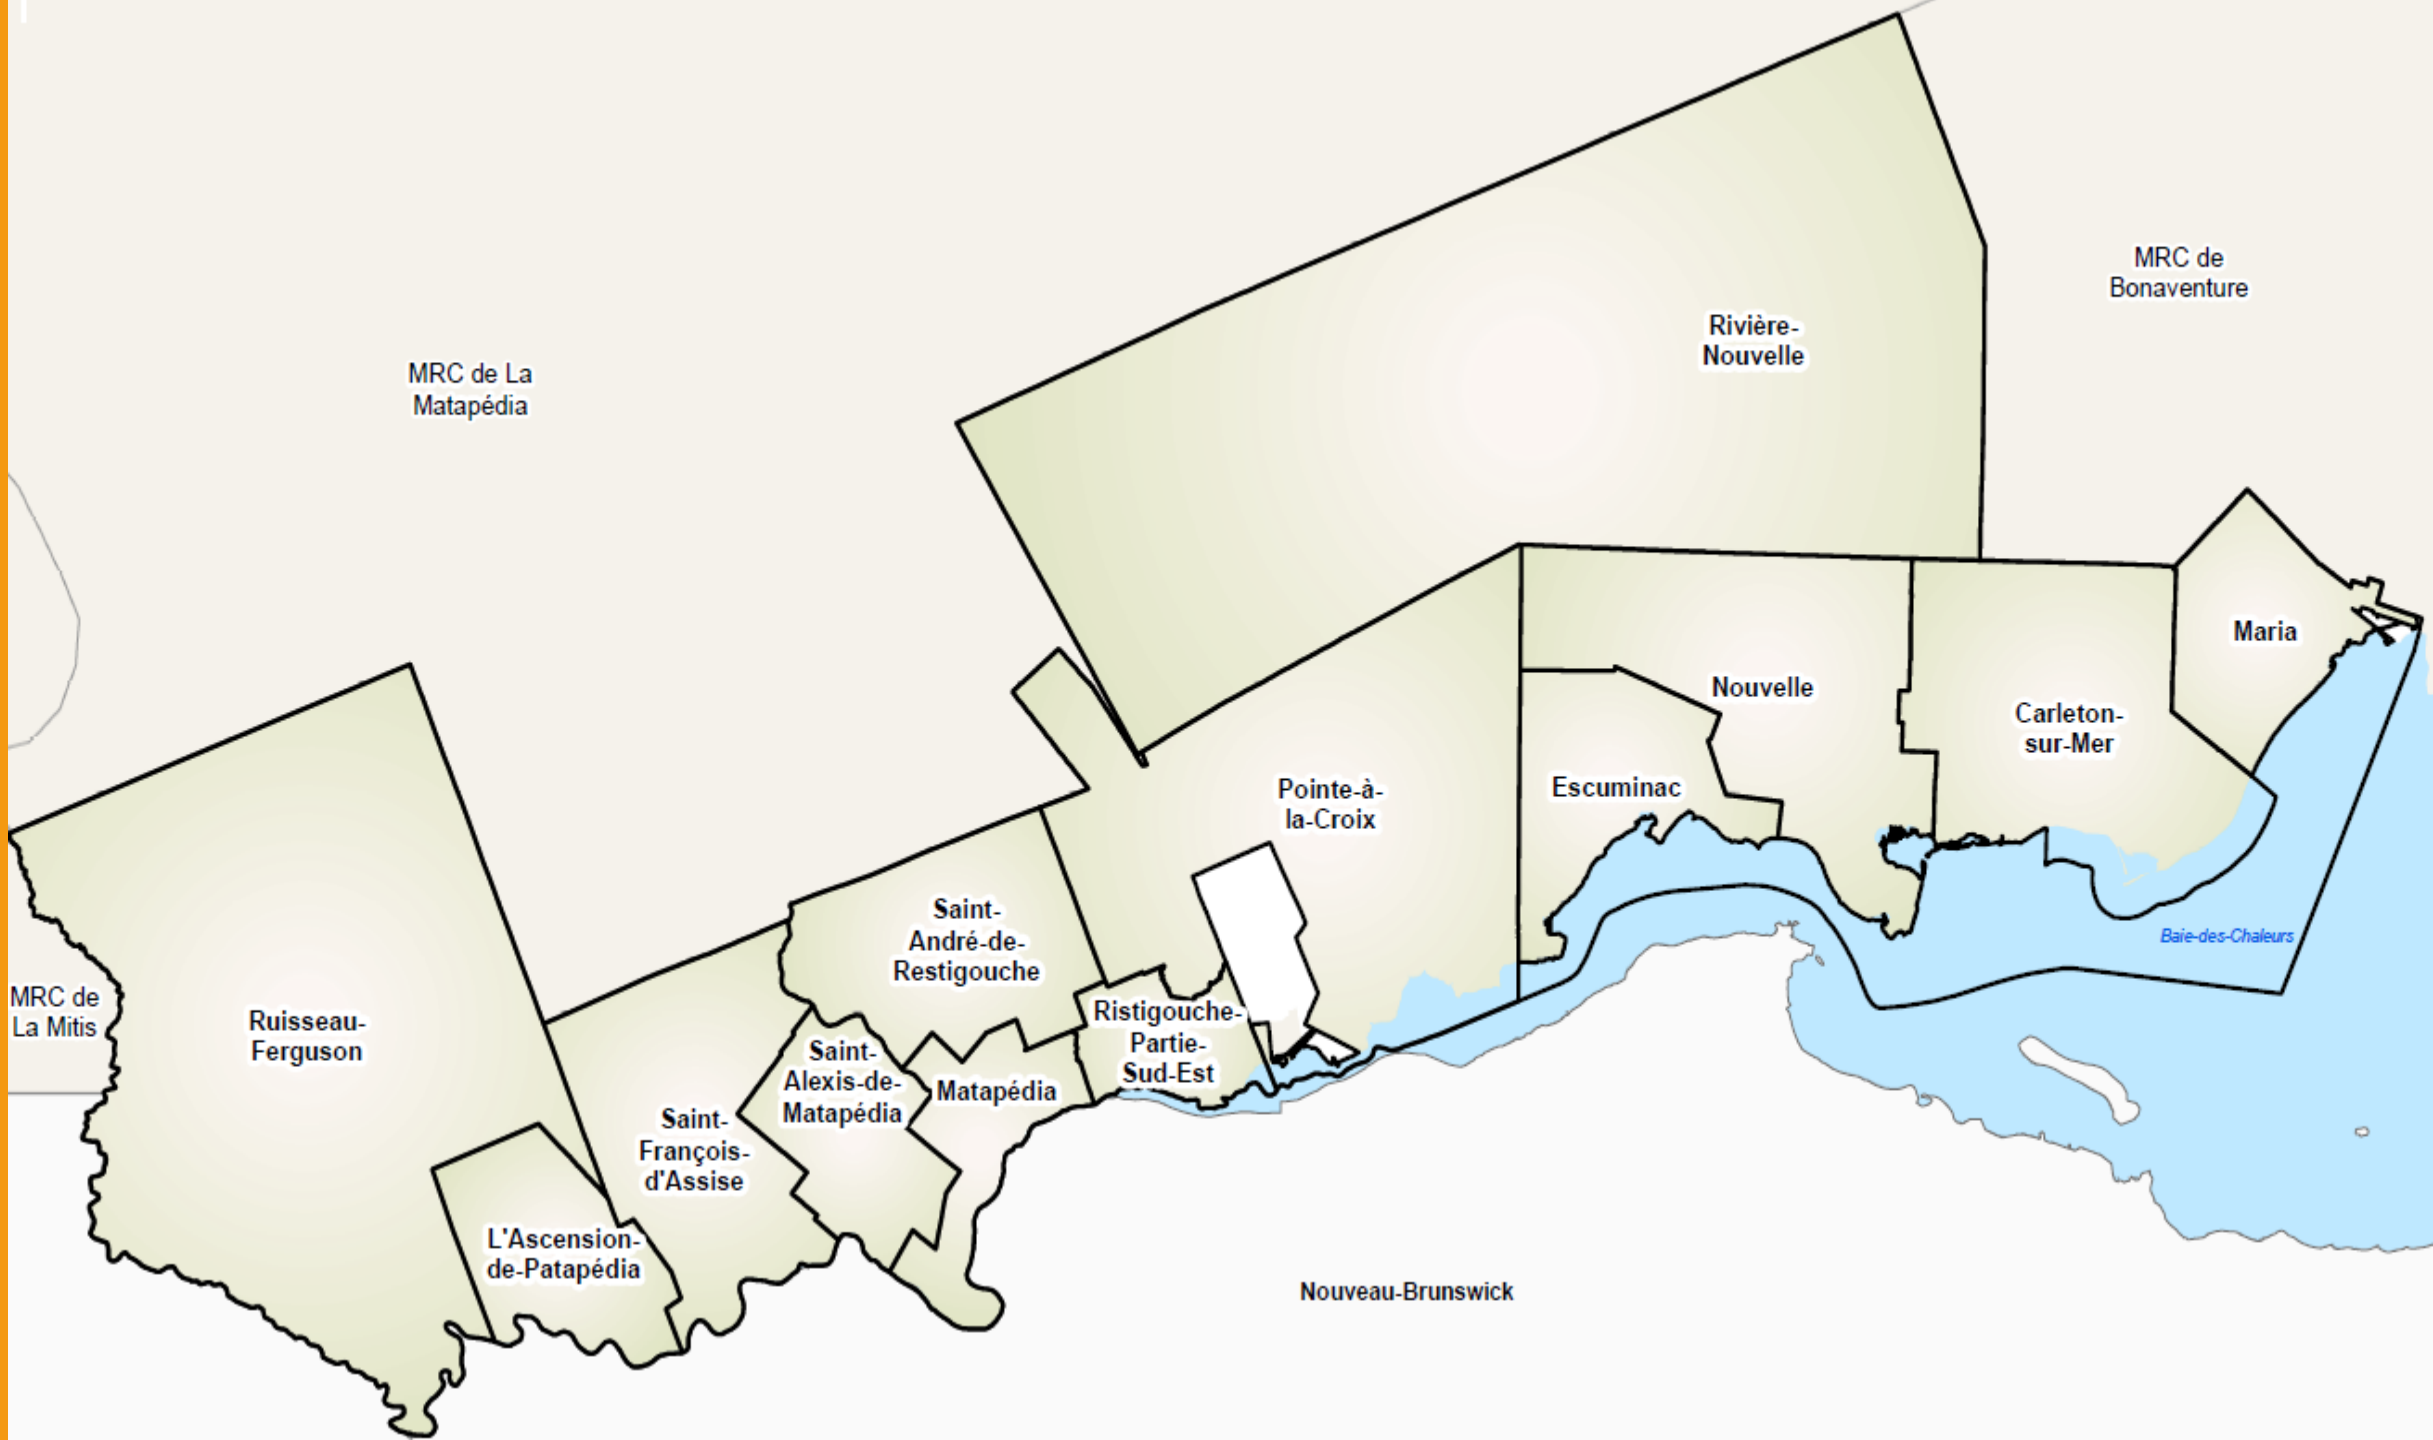 MRC de
Bonaventure
Rivière-
Nouvelle
MRC de La
Matapédia
Maria
Nouvelle
Carleton-
sur-Mer
Escuminac
Pointe-à-
la-Croix
Saint-
André-de-
Restigouche
Baie-des-Chaleurs
MRC de
La Mitis
Ruisseau-
Ferguson
Ristigouche-
Partie-
Sud-Est
Saint-
Alexis-de-
Matapédia
Matapédia
Saint-
François-
d'Assise
L'Ascension-
de-Patapédia
Nouveau-Brunswick